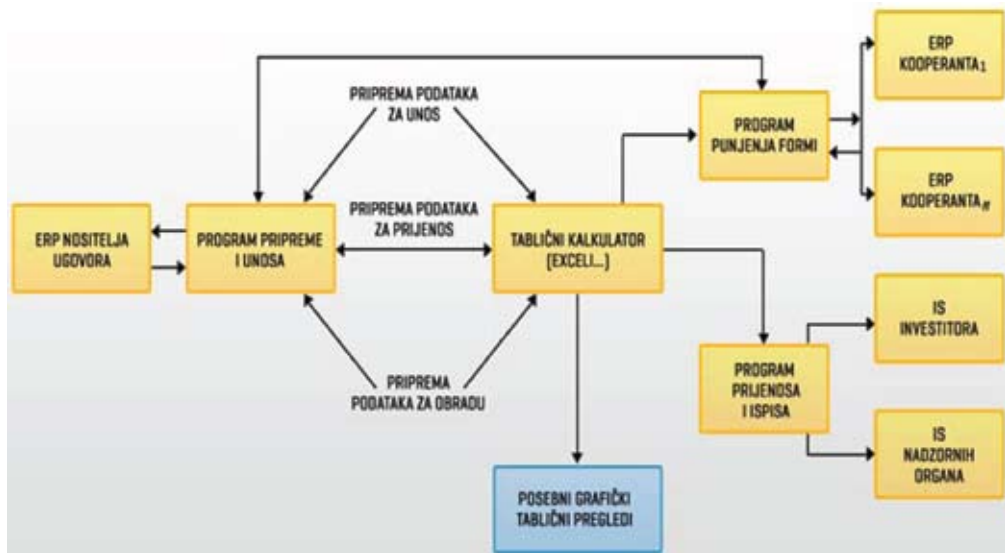 ERP
KOOPERANTA1
PRIPREMA PODATAKA
ZA UNOS
PROGRAM
PUNJENJA FORMI
ERP
KOOPERANTAn
ERP NOSITELJA
UGOVORA
PROGRAM PRIPREME
I UNOSA
PRIPREMA PODATAKA
ZA PRIJENOS
TABLIČNI KALKULATOR
(EXCELI...)
IS
INVESTITORA
PROGRAM
PRIJENOSA
I ISPISA
PRIPREMA
PODATAKA ZA OBRADU
IS
NADZORNIH
ORGANA
POSEBNI GRAFIČKI
TABLIČNI PREGLEDI